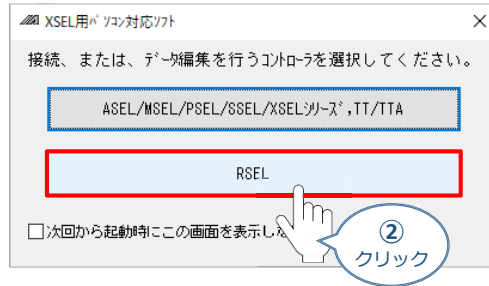 XSEL用ﾊﾟｿｺﾝ対応ｿﾌﾄ
接続、または、ﾃﾞｰﾀ編集を行うｺﾝﾄﾛｰﾗを選択してください。
ASEL/MSEL/PSEL/SSEL/XSELｼﾘｰｽﾞ,TT/TTA
RSEL
次回から起動時にこの画面を表示し
②
クリック